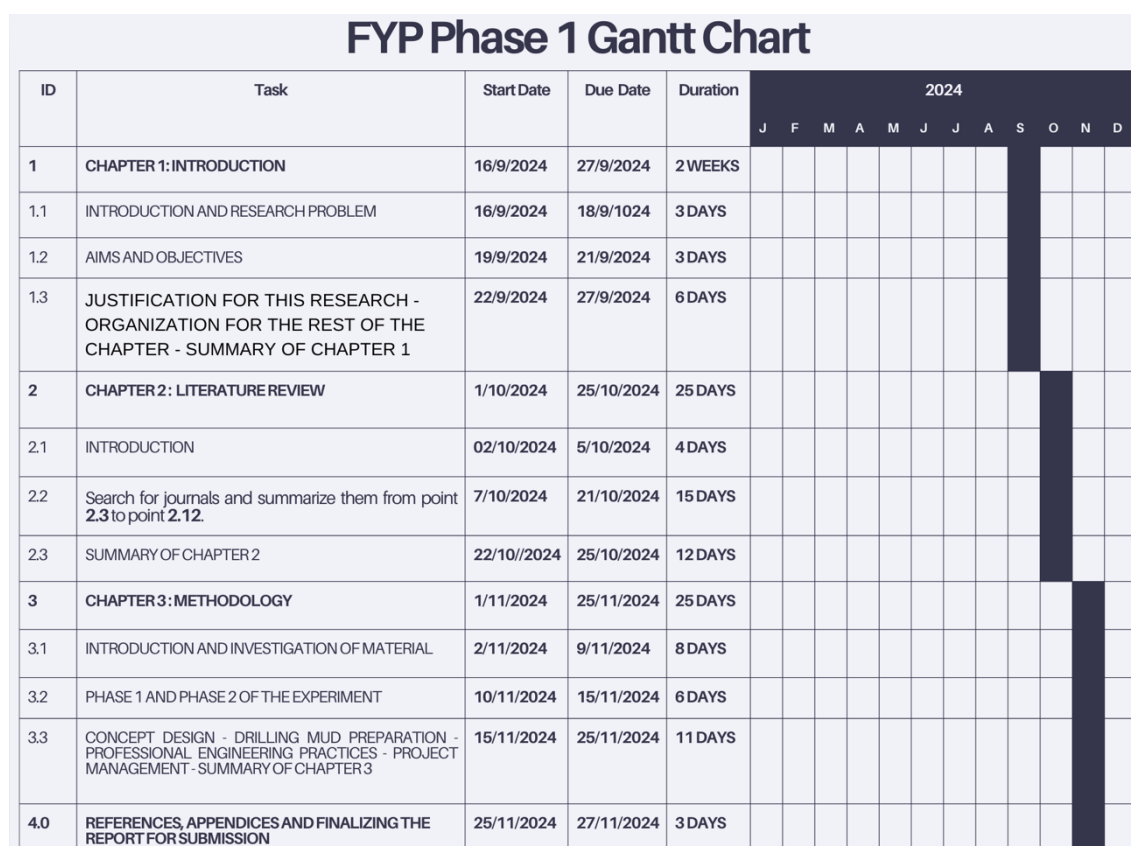 FYP Phase 1 Gantt Chart
ID Task Start Date Due Date Duration 2024
J F M A M J J A S O N D
1 CHAPTER 1: INTRODUCTION 16/9/2024 27/9/2024 2 WEEKS
1.1 INTRODUCTION AND RESEARCH PROBLEM 16/9/2024 18/9/1024 3 DAYS
1.2 AIMS AND OBJECTIVES 19/9/2024 21/9/2024 3 DAYS
1.3 JUSTIFICATION FOR THIS RESEARCH - 22/9/2024 27/9/2024 6 DAYS
ORGANIZATION FOR THE REST OF THE
CHAPTER - SUMMARY OF CHAPTER 1
2 CHAPTER 2 : LITERATURE REVIEW 1/10/2024 25/10/2024 25 DAYS
2.1 INTRODUCTION 02/10/2024 5/10/2024 4 DAYS
2.2 Search for journals and summarize them from point 7/10/2024 21/10/2024 15 DAYS
2.3 to point 2.12.
2.3 SUMMARY OF CHAPTER 2 22/10//2024 25/10/2024 12 DAYS
3 CHAPTER 3 : METHODOLOGY 1/11/2024 25/11/2024 25 DAYS
3.1 INTRODUCTION AND INVESTIGATION OF MATERIAL 2/11/2024 9/11/2024 8 DAYS
3.2 PHASE 1 AND PHASE 2 OF THE EXPERIMENT 10/11/2024 15/11/2024 6 DAYS
3.3 CONCEPT DESIGN - DRILLING MUD PREPARATION - 15/11/2024 25/11/2024 11 DAYS
PROFESSIONAL ENGINEERING PRACTICES - PROJECT
MANAGEMENT - SUMMARY OF CHAPTER 3
4.0 REFERENCES, APPENDICES AND FINALIZING THE 25/11/2024 27/11/2024 3 DAYS
REPORT FOR SUBMISSION